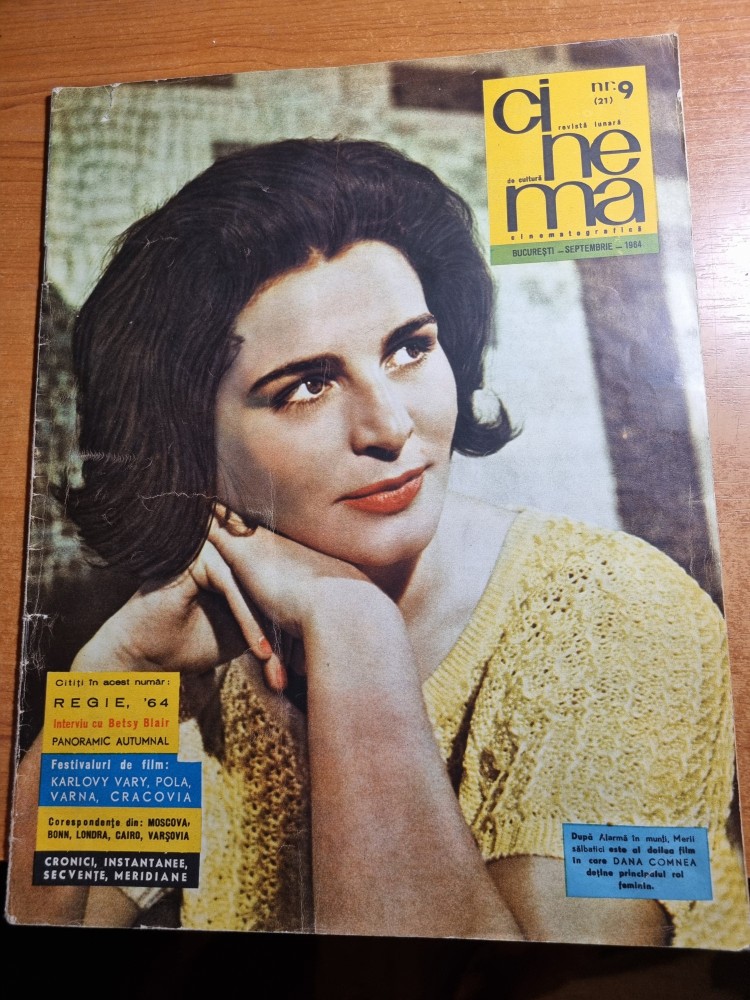 ci
nr. 9
(21)
revistă lunară
ne
de cultură
ma
cinematografică
BUCUREȘTI — SEPTEMBRIE — 1964
Citiți în acest număr:
REGIE, '64
Interviu cu Betsy Blair
PANORAMIC AUTUMNAL
Festivaluri de film:
KARLOVY VARY, POLA,
VARNA, CRACOVIA
Corespondențe din: MOSCOVA,
BONN, LONDRA, CAIRO, VARȘOVIA
CRONICI, INSTANTANEE,
SECVENȚE, MERIDIANE
După Alarmă în munți, Merii
sălbatici este al doilea film
în care DANA COMNEA
deține principalul rol
feminin.